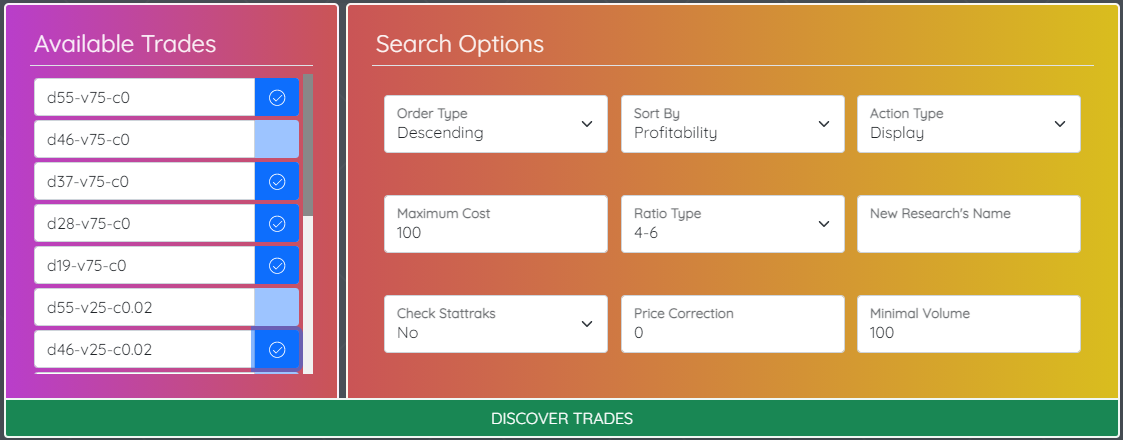 Available Trades
d55-v75-c0
d46-v75-c0
d37-v75-c0
d28-v75-c0
d19-v75-c0
d55-v25-c0.02
d46-v25-c0.02
Search Options
Order Type
Descending
Sort By
Profitability
Action Type
Display
Maximum Cost
100
Ratio Type
4-6
New Research's Name
Check Stattraks
No
Price Correction
0
Minimal Volume
100
DISCOVER TRADES